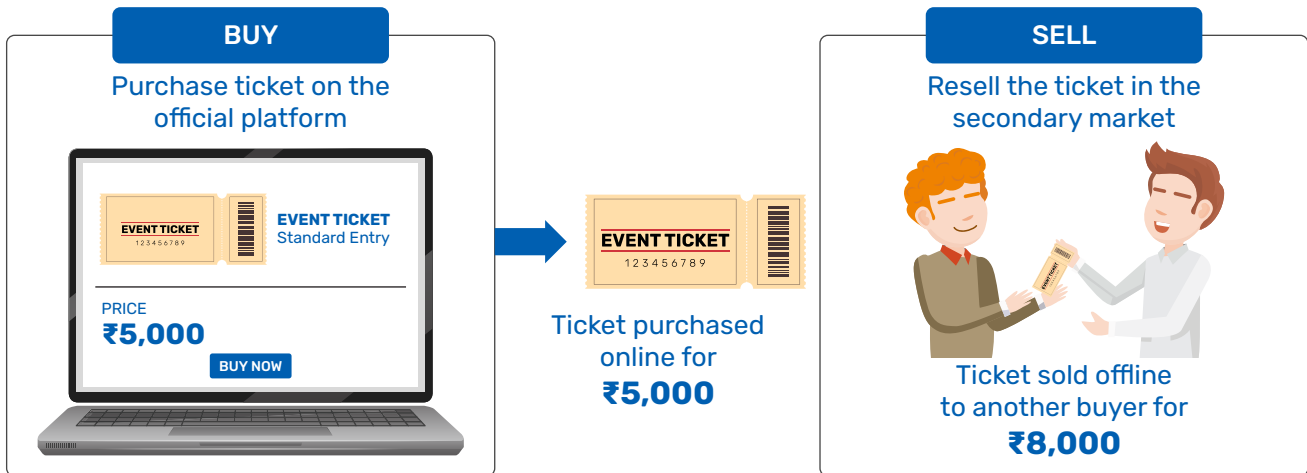 BUY
Purchase ticket on the
official platform
EVENT TICKET
123456789
EVENT TICKET
Standard Entry
PRICE
₹5,000
BUY NOW
EVENT TICKET
123456789
Ticket purchased
online for
₹5,000
SELL
Resell the ticket in the
secondary market
EVENT TICKET
Ticket sold offline
to another buyer for
₹8,000